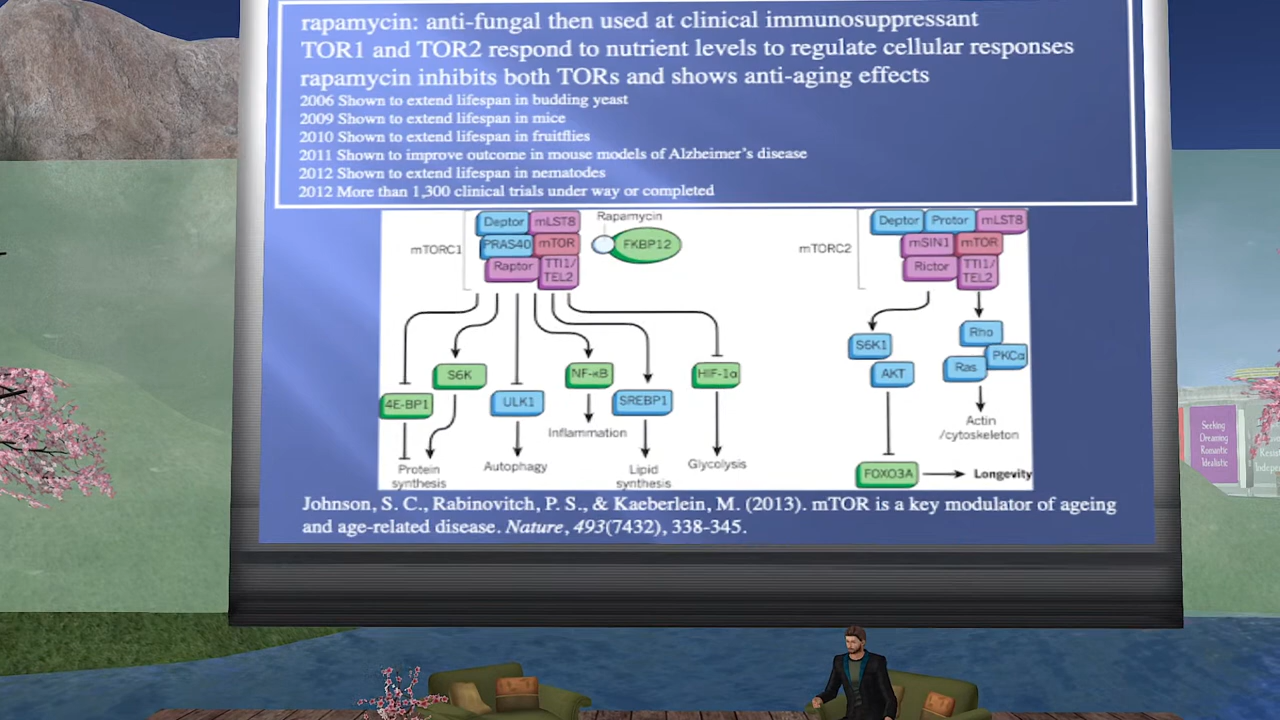 rapamycin: anti-fungal then used at clinical immunosuppressant
TOR1 and TOR2 respond to nutrient levels to regulate cellular responses
rapamycin inhibits both TORs and shows anti-aging effects
2006 Shown to extend lifespan in budding yeast
2009 Shown to extend lifespan in mice
2010 Shown to extend lifespan in fruitflies
2011 Shown to improve outcome in mouse models of Alzheimer's disease
2012 Shown to extend lifespan in nematodes
2012 More than 1,300 clinical trials under way or completed
mTORC1
Deptor mLST8
PRAS40 mTOR
Raptor TTI1/
TEL2
Rapamycin
FKBP12
mTORC2
Deptor Protor mLST8
mSIN1 mTOR
Rictor TTI1/
TEL2
4E-BP1
S6K
ULK1
NF-κB
SREBP1
HIF-1α
Protein
synthesis
Autophagy
Inflammation
Lipid
synthesis
Glycolysis
S6K1
AKT
Rho
PKCα
Ras
Actin
/cytoskeleton
FOXO3A
Longevity
Johnson, S. C., Rabinovitch, P. S., & Kaeberlein, M. (2013). mTOR is a key modulator of ageing
and age-related disease. Nature, 493(7432), 338-345.
Seeking
Dreaming
Romantic
Idealistic